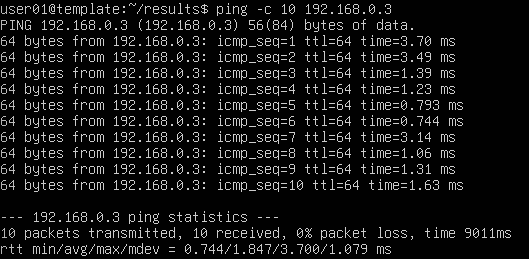 user01@template:~/results$ ping -c 10 192.168.0.3
PING 192.168.0.3 (192.168.0.3) 56(84) bytes of data.
64 bytes from 192.168.0.3: icmp_seq=1 ttl=64 time=3.70 ms
64 bytes from 192.168.0.3: icmp_seq=2 ttl=64 time=3.49 ms
64 bytes from 192.168.0.3: icmp_seq=3 ttl=64 time=1.39 ms
64 bytes from 192.168.0.3: icmp_seq=4 ttl=64 time=1.23 ms
64 bytes from 192.168.0.3: icmp_seq=5 ttl=64 time=0.793 ms
64 bytes from 192.168.0.3: icmp_seq=6 ttl=64 time=0.744 ms
64 bytes from 192.168.0.3: icmp_seq=7 ttl=64 time=3.14 ms
64 bytes from 192.168.0.3: icmp_seq=8 ttl=64 time=1.06 ms
64 bytes from 192.168.0.3: icmp_seq=9 ttl=64 time=1.31 ms
64 bytes from 192.168.0.3: icmp_seq=10 ttl=64 time=1.63 ms
--- 192.168.0.3 ping statistics ---
10 packets transmitted, 10 received, 0% packet loss, time 9011ms
rtt min/avg/max/mdev = 0.744/1.847/3.700/1.079 ms